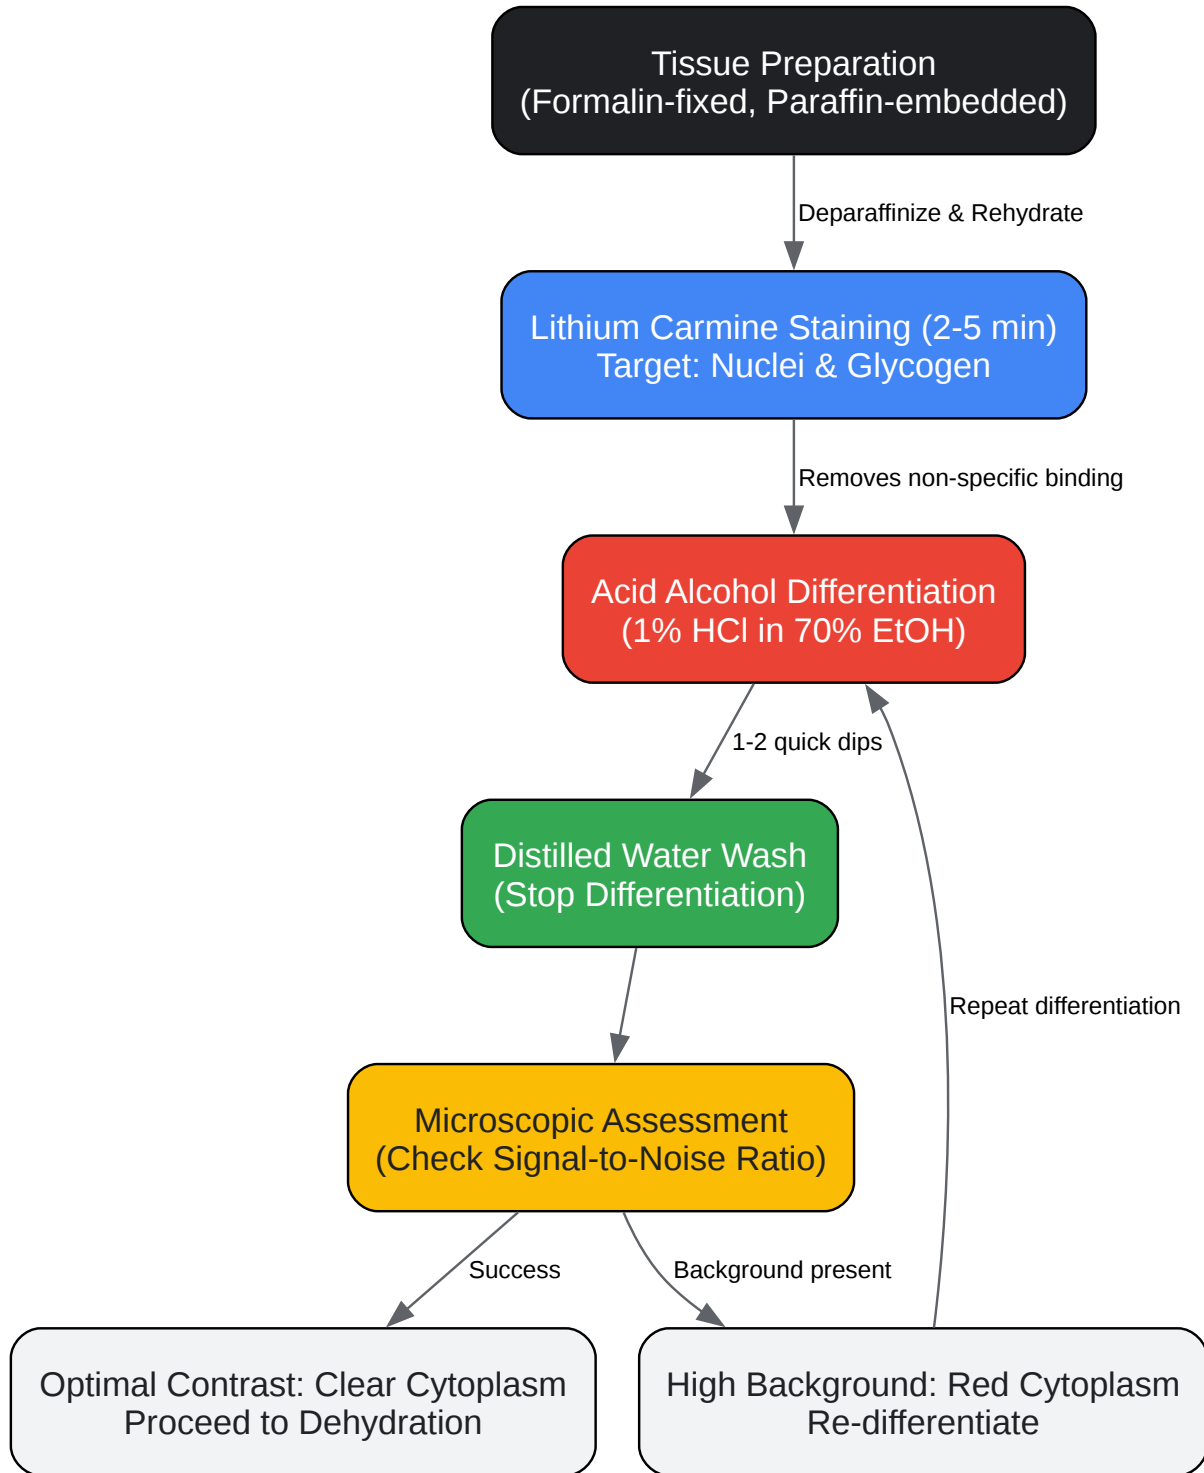 Tissue Preparation
(Formalin-fixed, Paraffin-embedded)
Deparaffinize & Rehydrate
Lithium Carmine Staining (2-5 min)
Target: Nuclei & Glycogen
Removes non-specific binding
Acid Alcohol Differentiation
(1% HCl in 70% EtOH)
1-2 quick dips
Distilled Water Wash
(Stop Differentiation)
Repeat differentiation
Microscopic Assessment
(Check Signal-to-Noise Ratio)
Success
Background present
Optimal Contrast: Clear Cytoplasm
Proceed to Dehydration
High Background: Red Cytoplasm
Re-differentiate